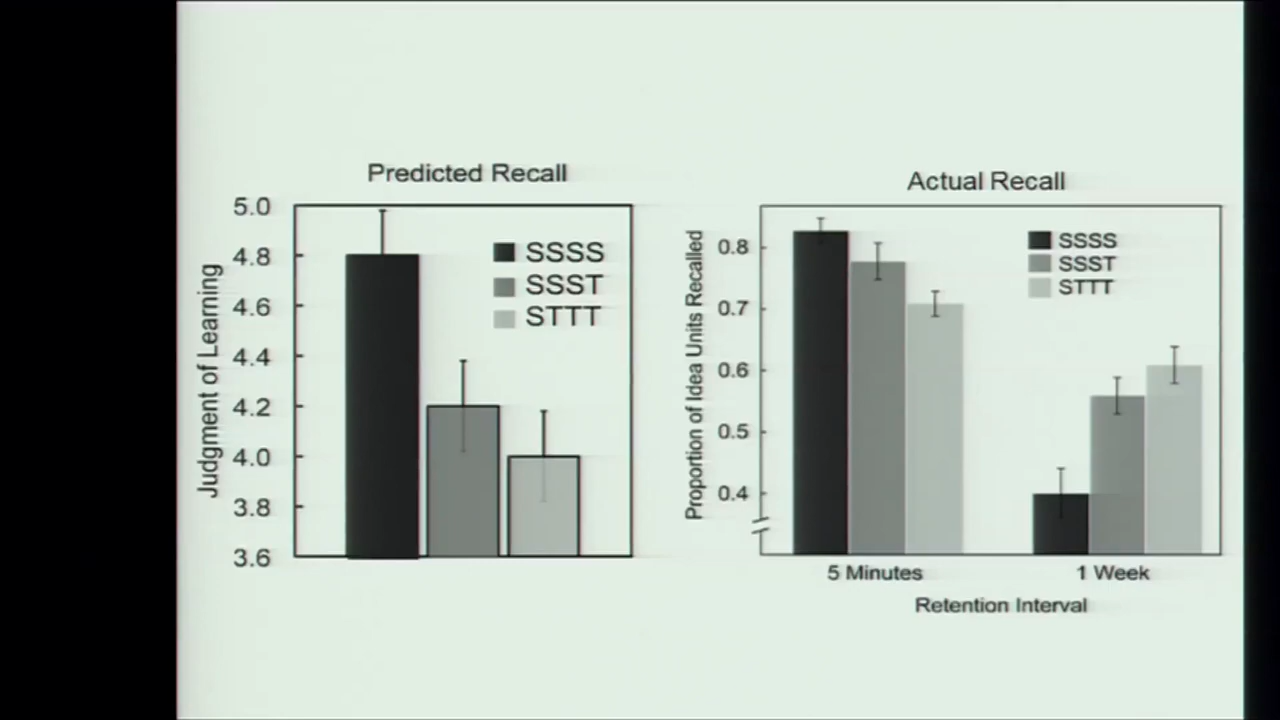 Predicted Recall
Judgment of Learning
5.0
4.8
4.6
4.4
4.2
4.0
3.8
3.6
SSSS
SSST
STTT
Actual Recall
Proportion of Idea Units Recalled
0.8
0.7
0.6
0.5
0.4
SSSS
SSST
STTT
5 Minutes
1 Week
Retention Interval